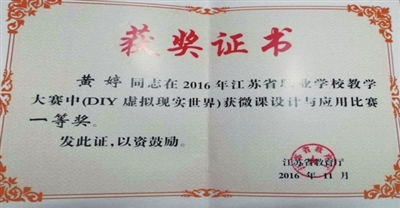 获奖证书
黄婷同志在2016年江苏省职业学校教学
大赛中(DIY 虚拟现实世界)获微课设计与应用比赛
一等奖。
发此证,以资鼓励。
江苏省教育厅
2016年11月